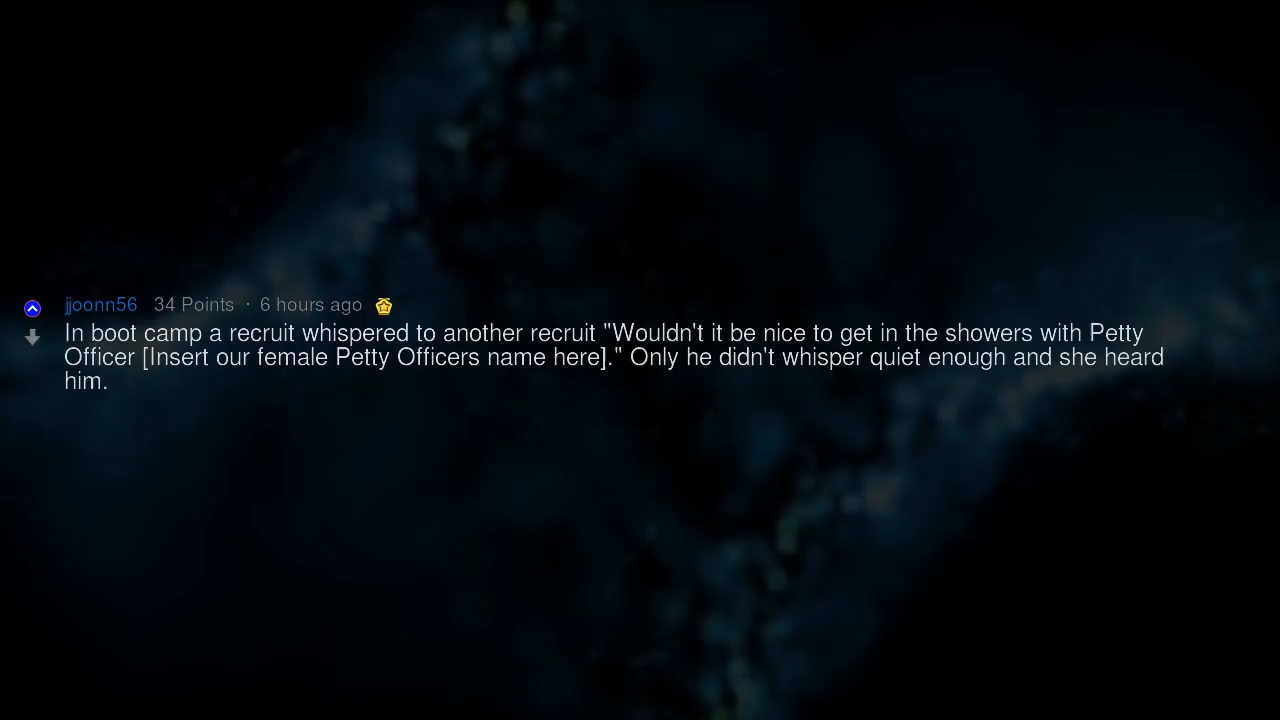 jjoonn56 34 Points · 6 hours ago
In boot camp a recruit whispered to another recruit "Wouldn't it be nice to get in the showers with Petty
Officer [Insert our female Petty Officers name here]." Only he didn't whisper quiet enough and she heard
him.